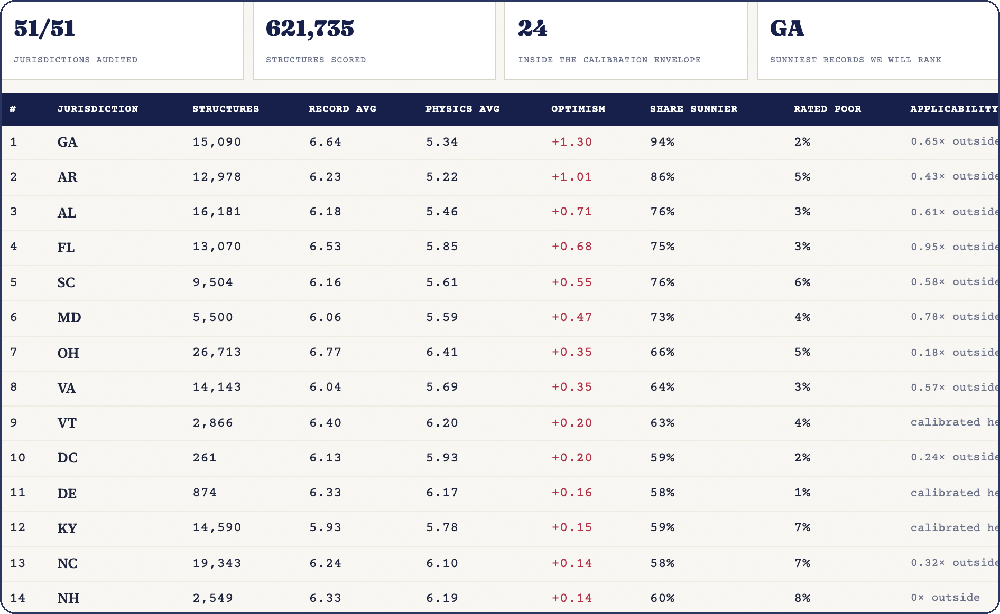 51/51 621,735 24 GA
JURISDICTIONS AUDITED STRUCTURES SCORED INSIDE THE CALIBRATION ENVELOPE SUNNIEST RECORDS WE WILL RANK
# JURISDICTION STRUCTURES RECORD AVG PHYSICS AVG OPTIMISM SHARE SUNNIER RATED POOR APPLICABILITY
1 GA 15,090 6.64 5.34 +1.30 94% 2% 0.65× outside
2 AR 12,978 6.23 5.22 +1.01 86% 5% 0.43× outside
3 AL 16,181 6.18 5.46 +0.71 76% 3% 0.61× outside
4 FL 13,070 6.53 5.85 +0.68 75% 3% 0.95× outside
5 SC 9,504 6.16 5.61 +0.55 76% 6% 0.58× outside
6 MD 5,500 6.06 5.59 +0.47 73% 4% 0.78× outside
7 OH 26,713 6.77 6.41 +0.35 66% 5% 0.18× outside
8 VA 14,143 6.04 5.69 +0.35 64% 3% 0.57× outside
9 VT 2,866 6.40 6.20 +0.20 63% 4% calibrated he
10 DC 261 6.13 5.93 +0.20 59% 2% 0.24× outside
11 DE 874 6.33 6.17 +0.16 58% 1% calibrated he
12 KY 14,590 5.93 5.78 +0.15 59% 7% calibrated he
13 NC 19,343 6.24 6.10 +0.14 58% 7% 0.32× outside
14 NH 2,549 6.33 6.19 +0.14 60% 8% 0× outside